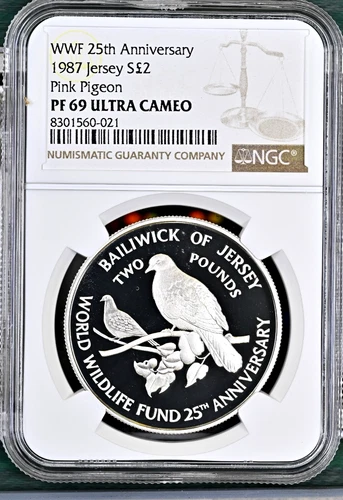 WWF 25th Anniversary
1987 Jersey S£2
Pink Pigeon
PF 69 ULTRA CAMEO
8301560-021
NUMISMATIC GUARANTY COMPANY
NGC®
BAILIWICK OF JERSEY
TWO POUNDS
WORLD WILDLIFE FUND 25TH ANNIVERSARY